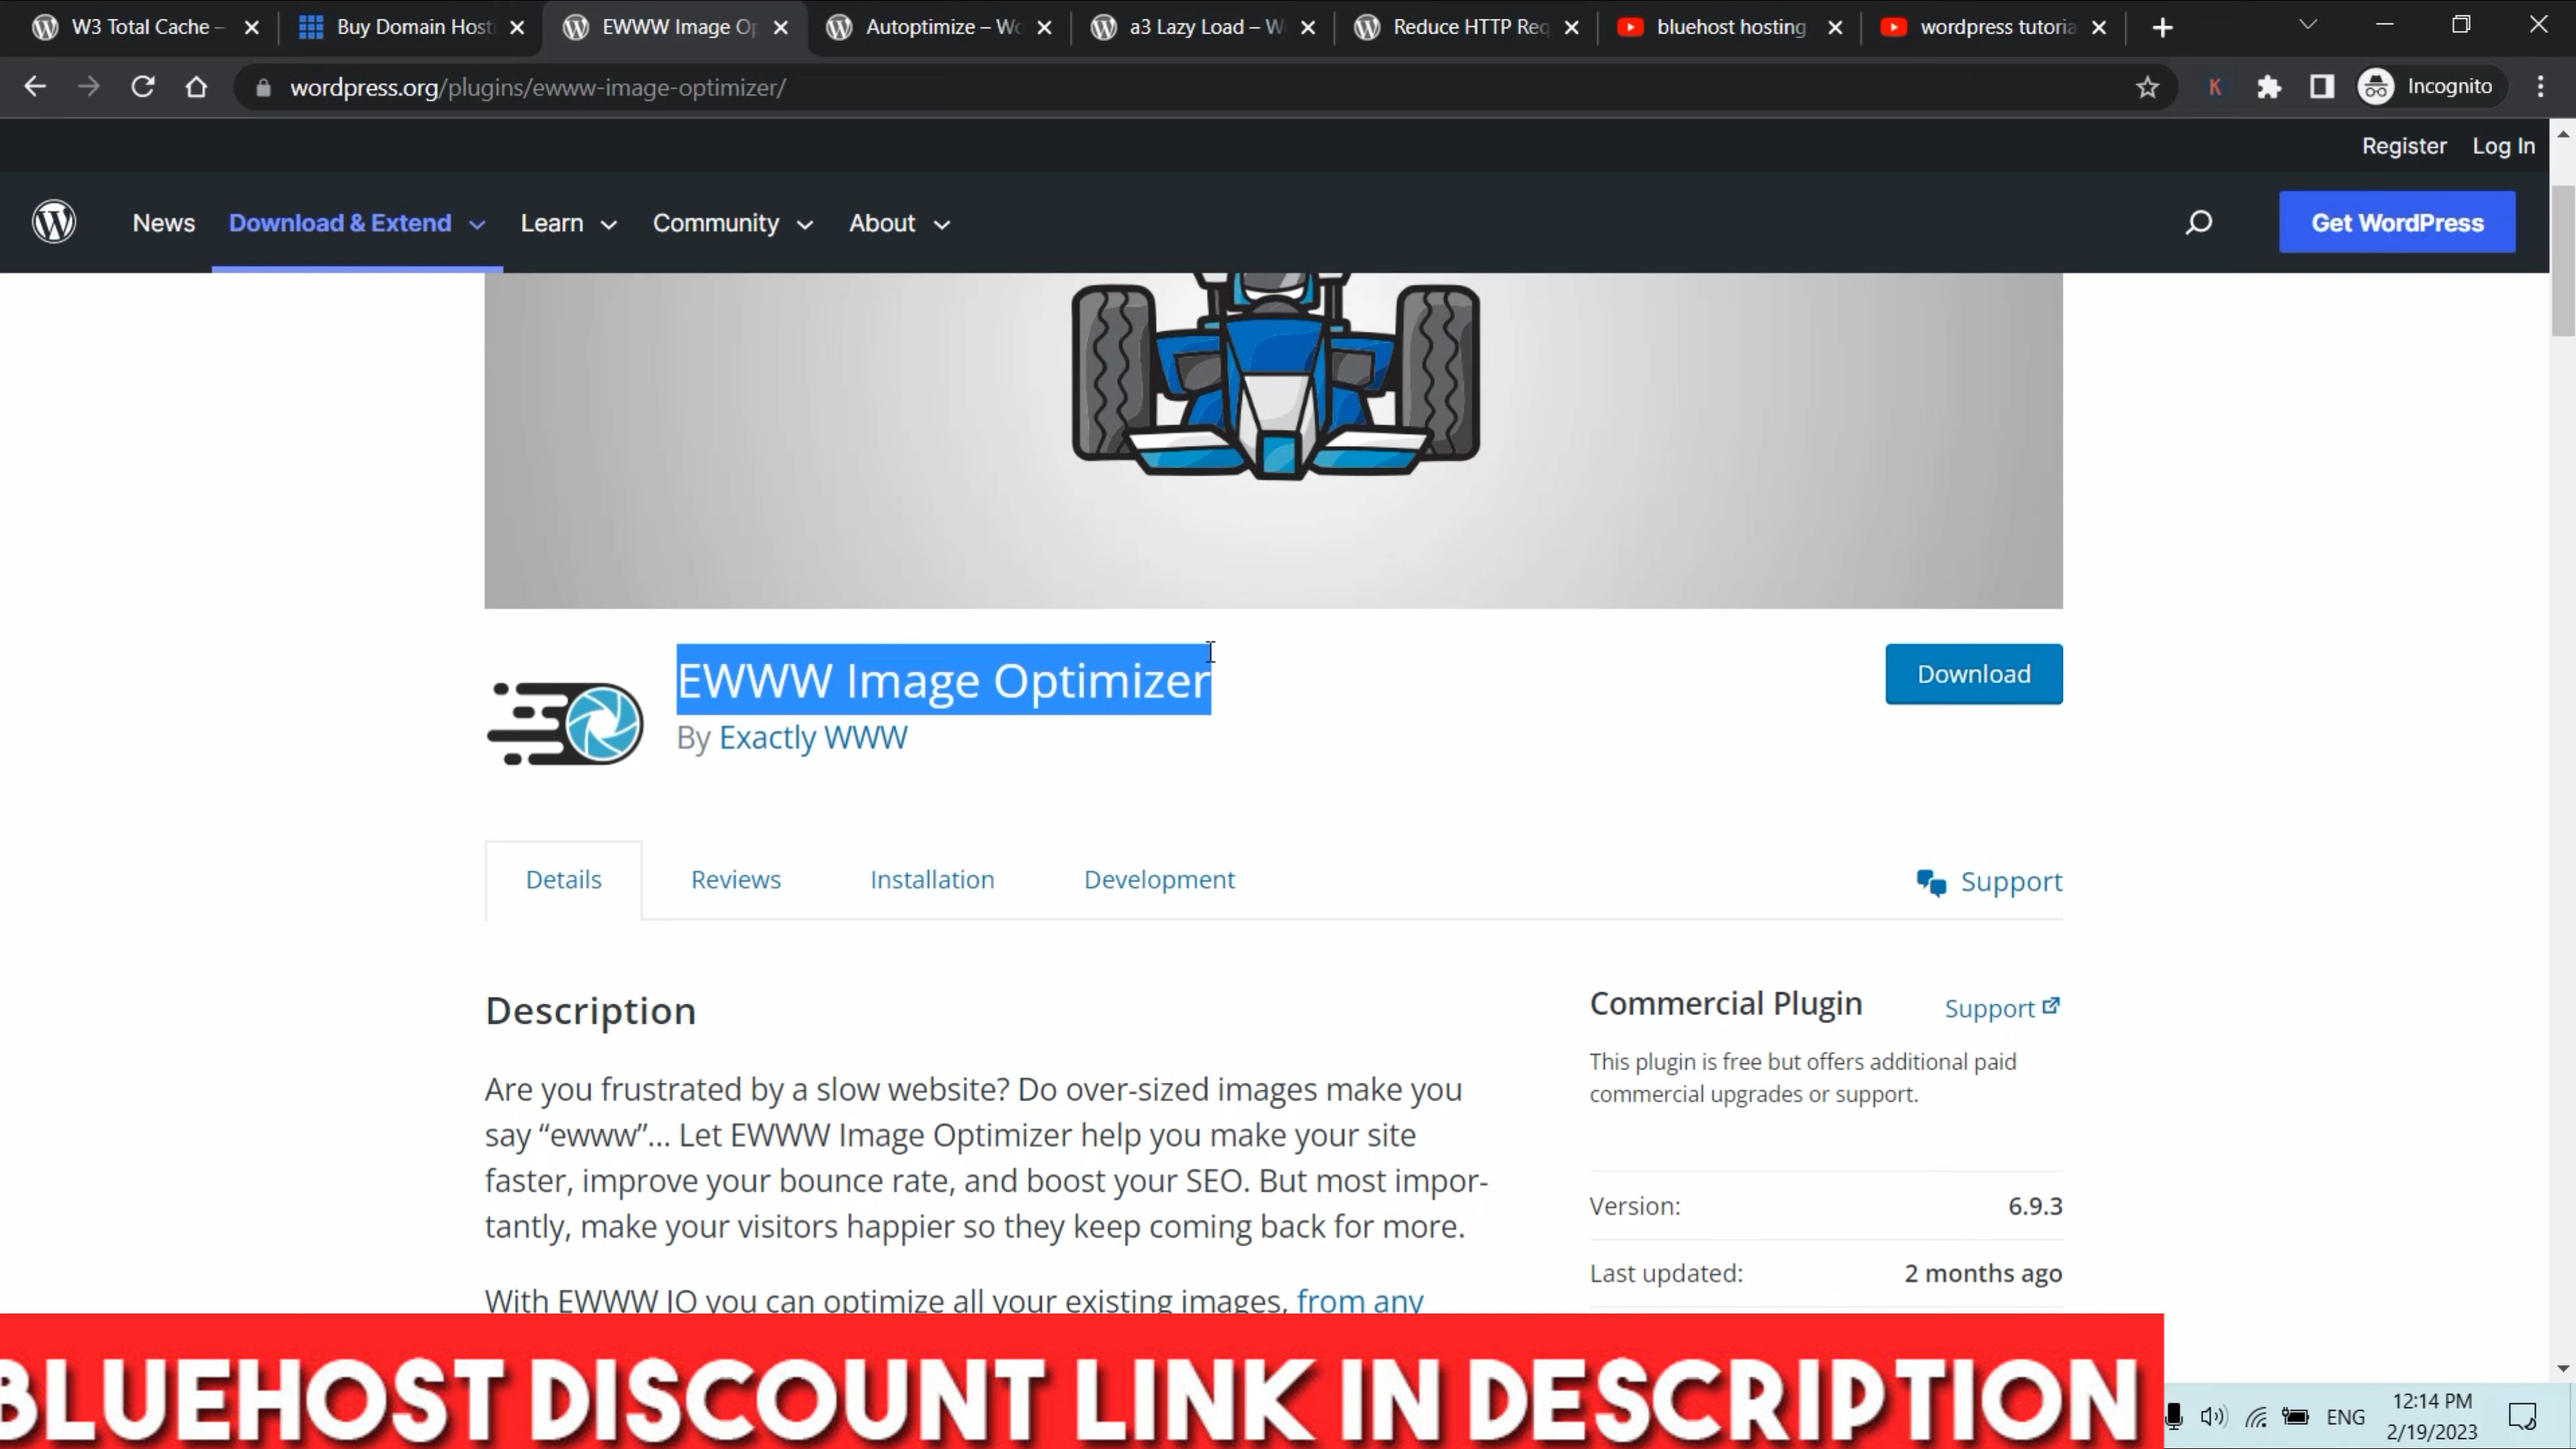 W3 Total Cache –
Buy Domain Host
EWWW Image Op
Autoptimize – Wo
a3 Lazy Load – W
Reduce HTTP Req
bluehost hosting
wordpress tutoria
wordpress.org/plugins/ewww-image-optimizer/
K
Incognito
Register Log In
News Download & Extend Learn Community About
Get WordPress
EWWW Image Optimizer
By Exactly WWW
Download
Details Reviews Installation Development
Support
Description
Are you frustrated by a slow website? Do over-sized images make you
say “ewww”… Let EWWW Image Optimizer help you make your site
faster, improve your bounce rate, and boost your SEO. But most impor-
tantly, make your visitors happier so they keep coming back for more.
With EWWW IO you can optimize all your existing images, from any
Commercial Plugin
Support
This plugin is free but offers additional paid
commercial upgrades or support.
Version: 6.9.3
Last updated: 2 months ago
BLUEHOST DISCOUNT LINK IN DESCRIPTION
ENG
12:14 PM
2/19/2023